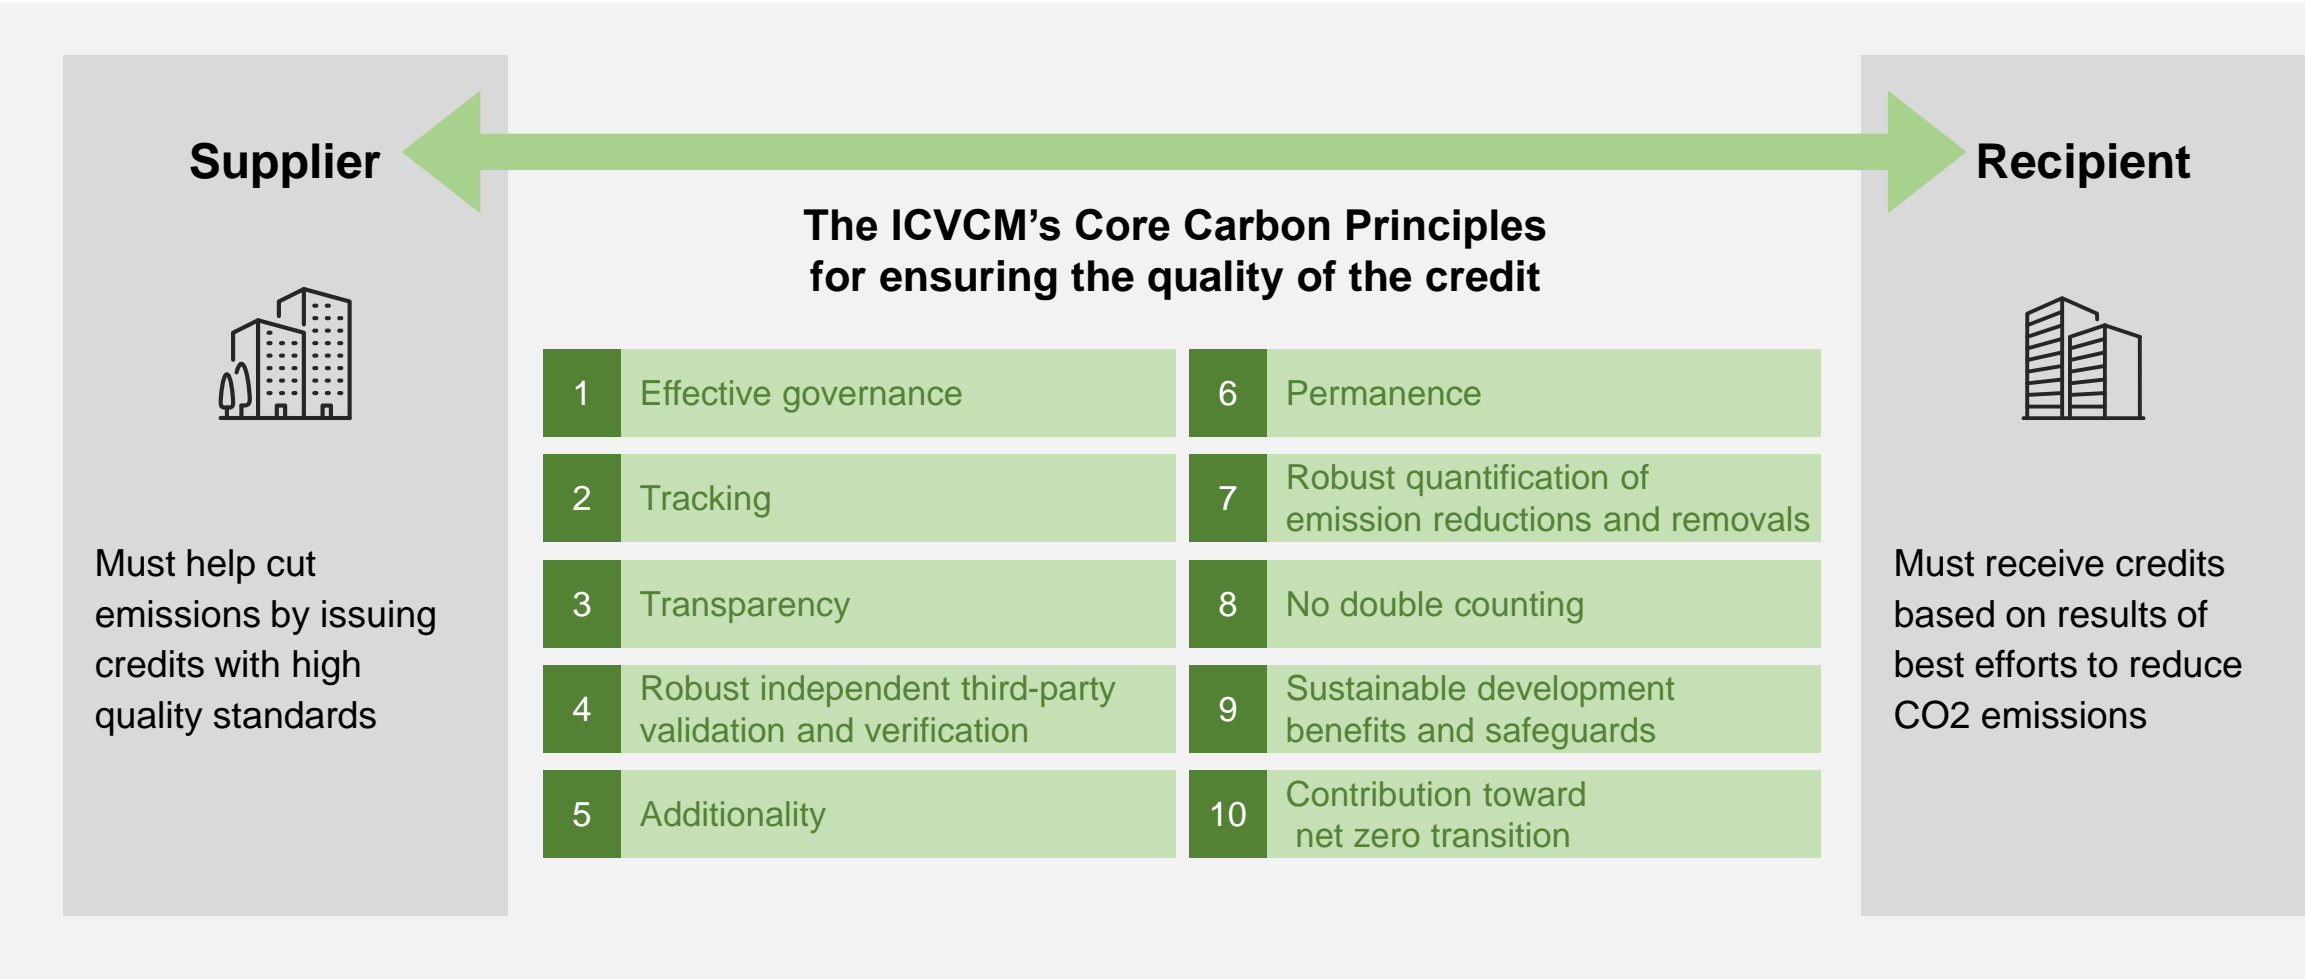 Supplier
Recipient
The ICVCM's Core Carbon Principles
for ensuring the quality of the credit
Must help cut
emissions by issuing
credits with high
quality standards
1
Effective governance
2
Tracking
3
Transparency
4
Robust independent third-party
validation and verification
5
Additionality
6
Permanence
7
Robust quantification of
emission reductions and removals
8
No double counting
9
Sustainable development
benefits and safeguards
10
Contribution toward
net zero transition
Must receive credits
based on results of
best efforts to reduce
CO2 emissions